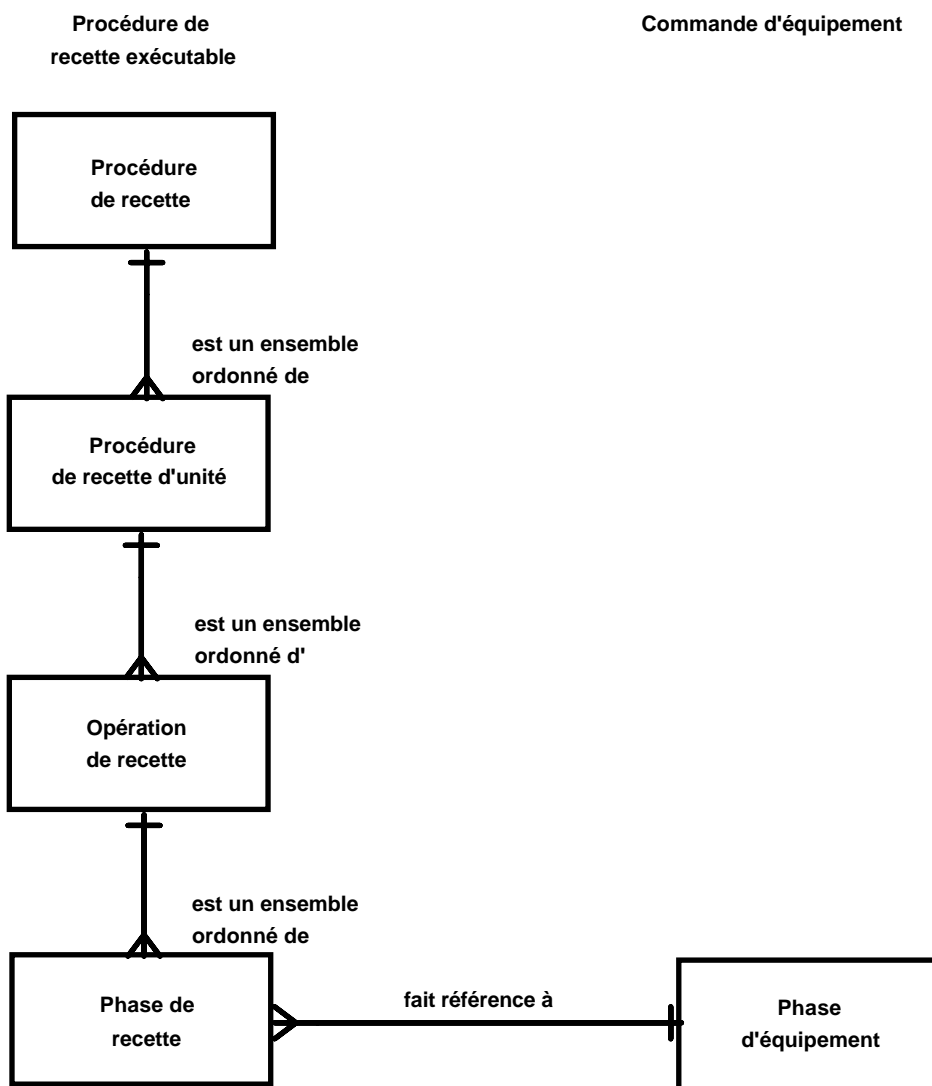 Procédure de
recette exécutable
Commande d'équipement
Procédure
de recette
est un ensemble
ordonné de
Procédure
de recette d'unité
est un ensemble
ordonné d'
Opération
de recette
est un ensemble
ordonné de
Phase de
recette
fait référence à
Phase
d'équipement